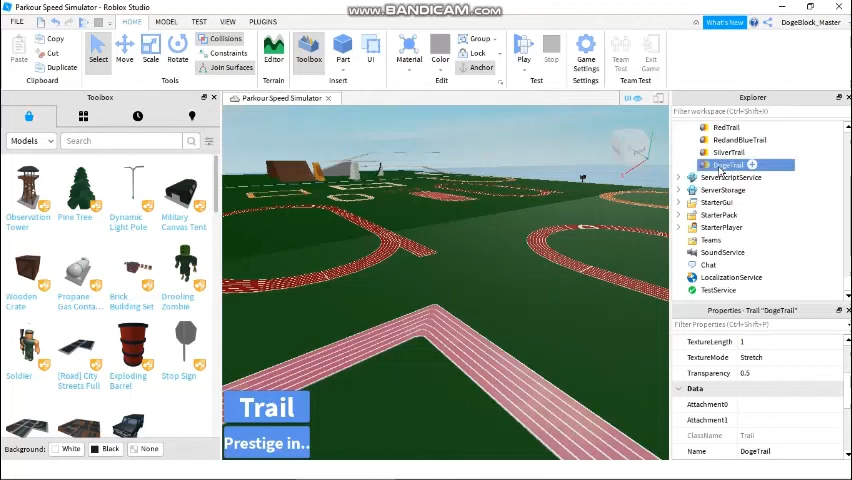 Parkour Speed Simulator - Roblox Studio
www.BANDICAM.com
FILE
HOME
MODEL
TEST
VIEW
PLUGINS
What's New
DogeBlock_Master
Paste
Copy
Cut
Duplicate
Clipboard
Select
Move
Scale
Rotate
Collisions
Constraints
Join Surfaces
Tools
Editor
Terrain
Toolbox
Part
UI
Insert
Material
Color
Group
Lock
Anchor
Edit
Play
Stop
Test
Game
Settings
Settings
Team
Test
Exit
Game
Team Test
Toolbox
Models
Search
Observation
Tower
Pine Tree
Dynamic
Light Pole
Military
Canvas Tent
Wooden
Crate
Propane
Gas Conta...
Brick
Building Set
Drooling
Zombie
Soldier
[Road] City
Streets Full
Exploding
Barrel
Stop Sign
Background:
White
Black
None
Parkour Speed Simulator
UI
Trail
Prestige in..
Explorer
Filter workspace (Ctrl+Shift+X)
RedTrail
RedandBlueTrail
SilverTrail
DogeTrail
ServerScriptService
ServerStorage
StarterGui
StarterPack
StarterPlayer
Teams
SoundService
Chat
LocalizationService
TestService
Properties - Trail "DogeTrail"
Filter Properties (Ctrl+Shift+P)
TextureLength 1
TextureMode Stretch
Transparency 0.5
Data
Attachment0
Attachment1
ClassName Trail
Name DogeTrail